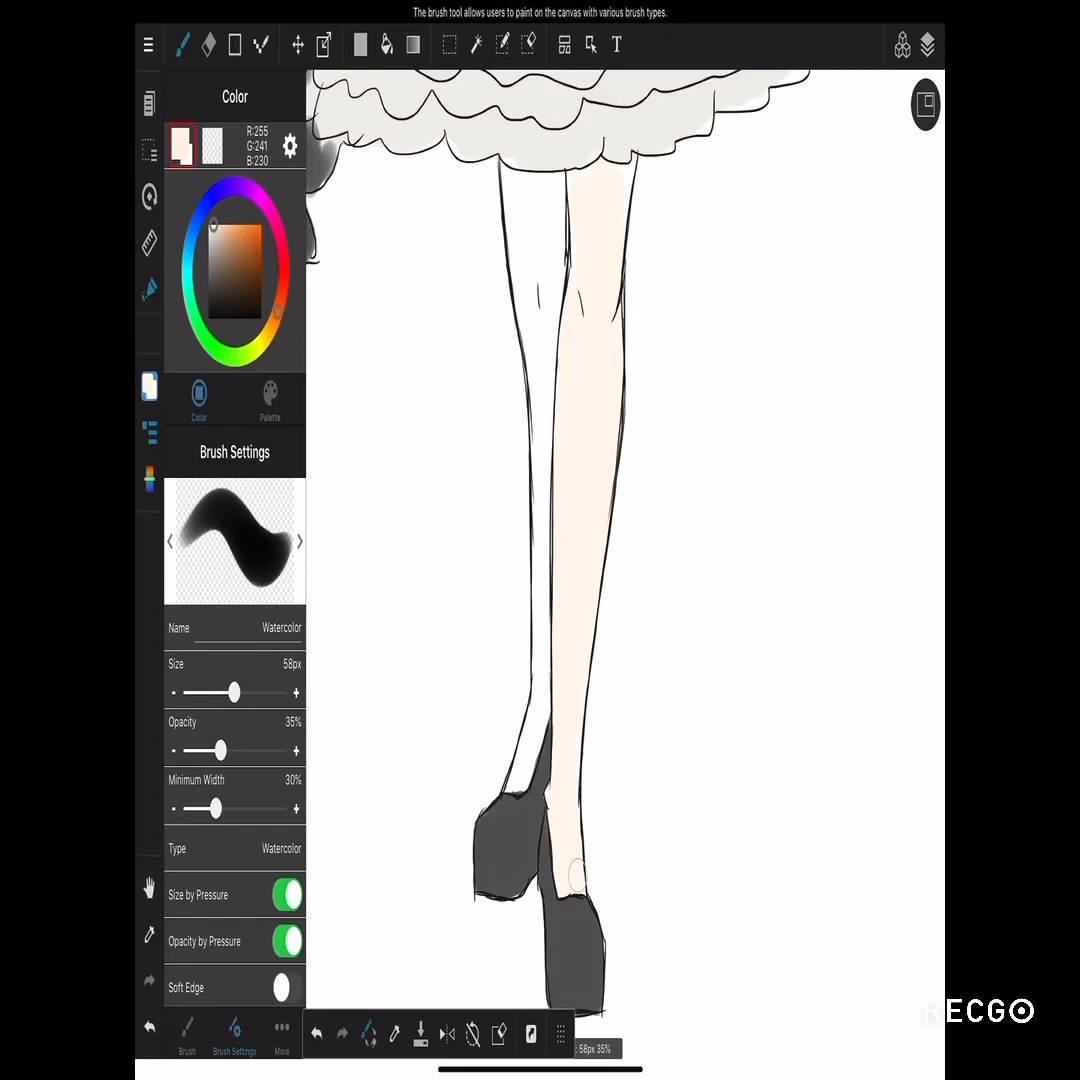 The brush tool allows users to paint on the canvas with various brush types.
T
Color
R:255
G:241
B:230
Color
Palette
Brush Settings
Name Watercolor
Size 58px
- +
Opacity 35%
- +
Minimum Width 30%
- +
Type Watercolor
Size by Pressure
Opacity by Pressure
Soft Edge
RECGO
Brush
Brush Settings
More
: 58px 35%